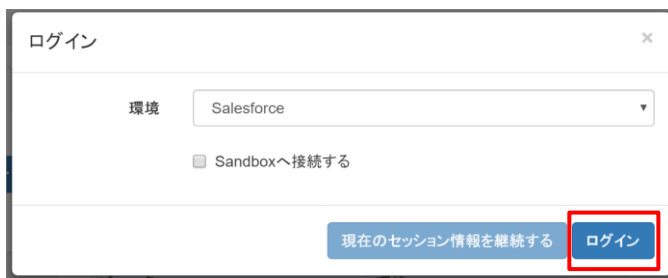 ログイン ×
環境 Salesforce
Sandboxへ接続する
現在のセッション情報を継続する ログイン